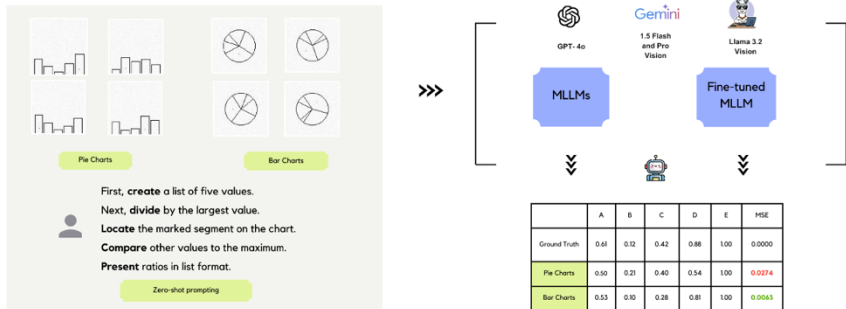 Pie Charts
Bar Charts
First, create a list of five values.
Next, divide by the largest value.
Locate the marked segment on the chart.
Compare other values to the maximum.
Present ratios in list format.
Zero-shot prompting
GPT- 4o
Gemini
1.5 Flash
and Pro
Vision
Llama 3.2
Vision
MLLMs
Fine-tuned
MLLM
A B C D E MSE
Ground Truth 0.61 0.12 0.42 0.88 1.00 0.0000
Pie Charts 0.50 0.21 0.40 0.54 1.00 0.0274
Bar Charts 0.53 0.10 0.28 0.81 1.00 0.0063